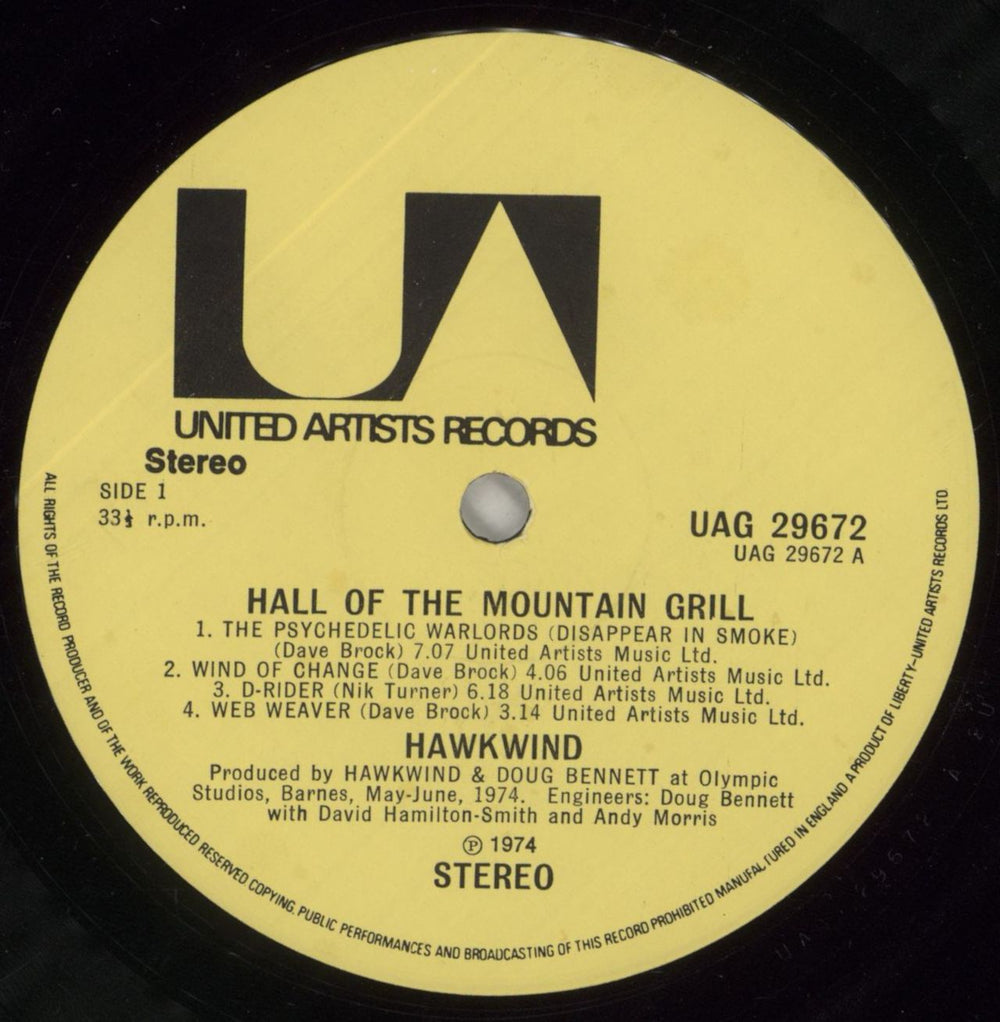 UA
UNITED ARTISTS RECORDS
Stereo
SIDE 1
33⅓ r.p.m.
UAG 29672
UAG 29672 A
HALL OF THE MOUNTAIN GRILL
1. THE PSYCHEDELIC WARLORDS (DISAPPEAR IN SMOKE)
(Dave Brock) 7.07 United Artists Music Ltd.
2. WIND OF CHANGE (Dave Brock) 4.06 United Artists Music Ltd.
3. D-RIDER (Nik Turner) 6.18 United Artists Music Ltd.
4. WEB WEAVER (Dave Brock) 3.14 United Artists Music Ltd.
HAWKWIND
Produced by HAWKWIND & DOUG BENNETT at Olympic
Studios, Barnes, May-June, 1974. Engineers: Doug Bennett
with David Hamilton-Smith and Andy Morris
℗ 1974
STEREO
ALL RIGHTS OF THE RECORD PRODUCER AND OF THE WORK REPRODUCED RESERVED COPYING. PUBLIC PERFORMANCES AND BROADCASTING OF THIS RECORD PROHIBITED MANUFACTURED IN ENGLAND A PRODUCT OF LIBERTY–UNITED ARTISTS RECORDS LTD.